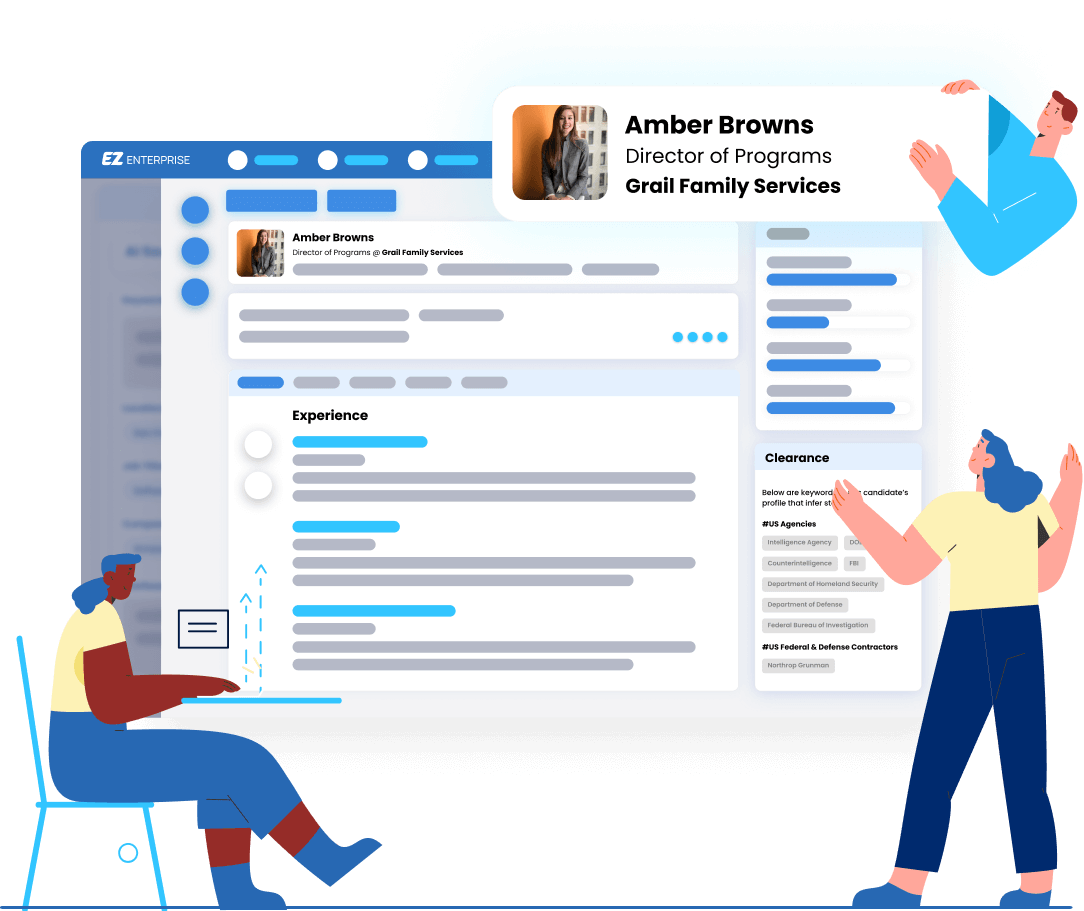 Amber Browns
Director of Programs
Grail Family Services
EZ ENTERPRISE
Amber Browns
Director of Programs @ Grail Family Services
Experience
Clearance
Below are keyword candidate's
profile that infer
#US Agencies
Intelligence Agency
Counterintelligence FBI
Department of Homeland Security
Department of Defense
Federal Bureau of Investigation
#US Federal & Defense Contractors
Northrop Grunman